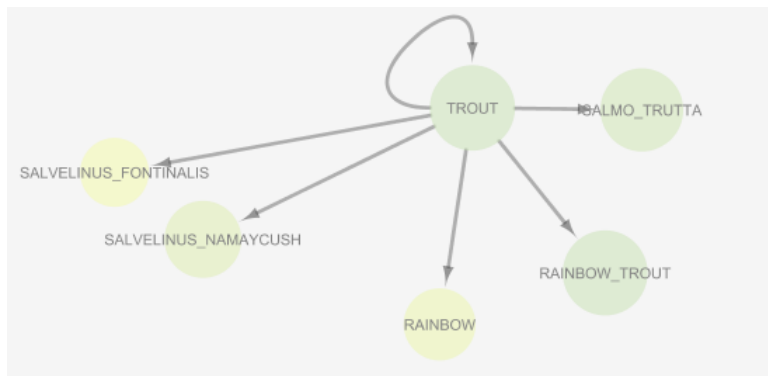 TROUT
SALMO_TRUTTA
SALVELINUS_FONTINALIS
SALVELINUS_NAMAYCUSH
RAINBOW_TROUT
RAINBOW